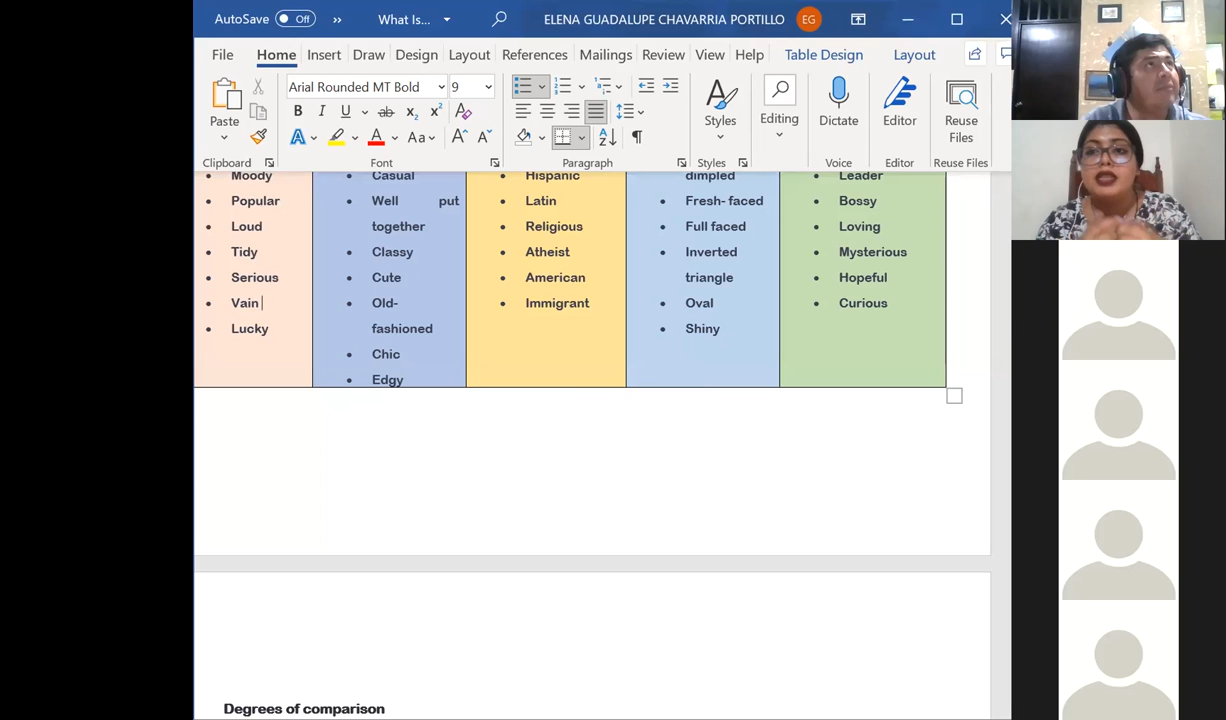 AutoSave Off What Is... ELENA GUADALUPE CHAVARRIA PORTILLO EG
File Home Insert Draw Design Layout References Mailings Review View Help Table Design Layout
Arial Rounded MT Bold 9
Paste
Styles
Editing
Dictate
Editor
Reuse
Files
Clipboard Font Paragraph Styles Voice Editor Reuse Files
Moody
Popular
Loud
Tidy
Serious
Vain
Lucky
Casual
Well put
together
Classy
Cute
Old-
fashioned
Chic
Edgy
Hispanic
Latin
Religious
Atheist
American
Immigrant
dimpled
Fresh- faced
Full faced
Inverted
triangle
Oval
Shiny
Leader
Bossy
Loving
Mysterious
Hopeful
Curious
Degrees of comparison